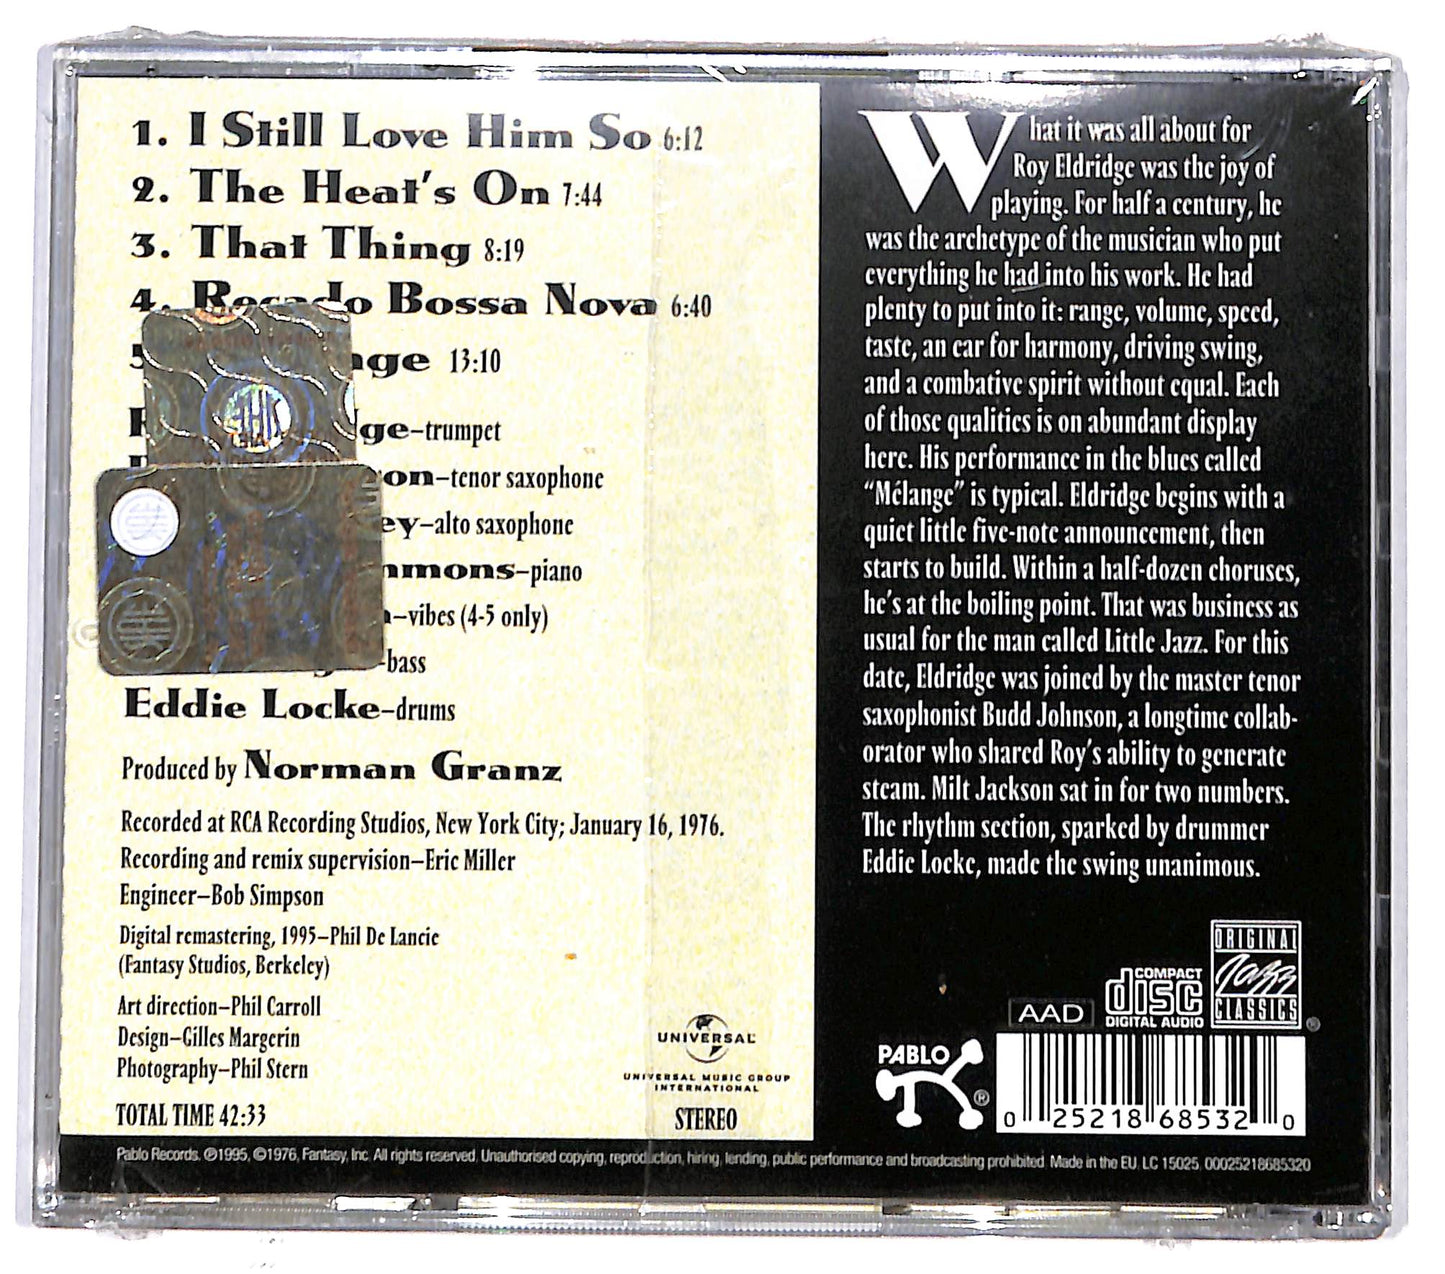 1. I Still Love Him So 6:12
2. The Heat's On 7:44
3. That Thing 8:19
4. Recado Bossa Nova 6:40
13:10
–trumpet
–tenor saxophone
–alto saxophone
–piano
–vibes (4-5 only)
–bass
Eddie Locke–drums
Produced by Norman Granz
Recorded at RCA Recording Studios, New York City; January 16, 1976.
Recording and remix supervision–Eric Miller
Engineer–Bob Simpson
Digital remastering, 1995–Phil De Lancie
(Fantasy Studios, Berkeley)
Art direction–Phil Carroll
Design–Gilles Margerin
Photography–Phil Stern
TOTAL TIME 42:33
UNIVERSAL
UNIVERSAL MUSIC GROUP
INTERNATIONAL
STEREO
What it was all about for
Roy Eldridge was the joy of
playing. For half a century, he
was the archetype of the musician who put
everything he had into his work. He had
plenty to put into it: range, volume, speed,
taste, an ear for harmony, driving swing,
and a combative spirit without equal. Each
of those qualities is on abundant display
here. His performance in the blues called
“Mélange” is typical. Eldridge begins with a
quiet little five-note announcement, then
starts to build. Within a half-dozen choruses,
he's at the boiling point. That was business as
usual for the man called Little Jazz. For this
date, Eldridge was joined by the master tenor
saxophonist Budd Johnson, a longtime collab-
orator who shared Roy's ability to generate
steam. Milt Jackson sat in for two numbers.
The rhythm section, sparked by drummer
Eddie Locke, made the swing unanimous.
AAD
COMPACT
disc
DIGITAL AUDIO
ORIGINAL
Jazz
CLASSICS®
PABLO®
0 25218 68532 0
Pablo Records. ℗1995, ©1976, Fantasy, Inc. All rights reserved. Unauthorised copying, reproduction, hiring, lending, public performance and broadcasting prohibited. Made in the EU. LC 15025. 00025218685320